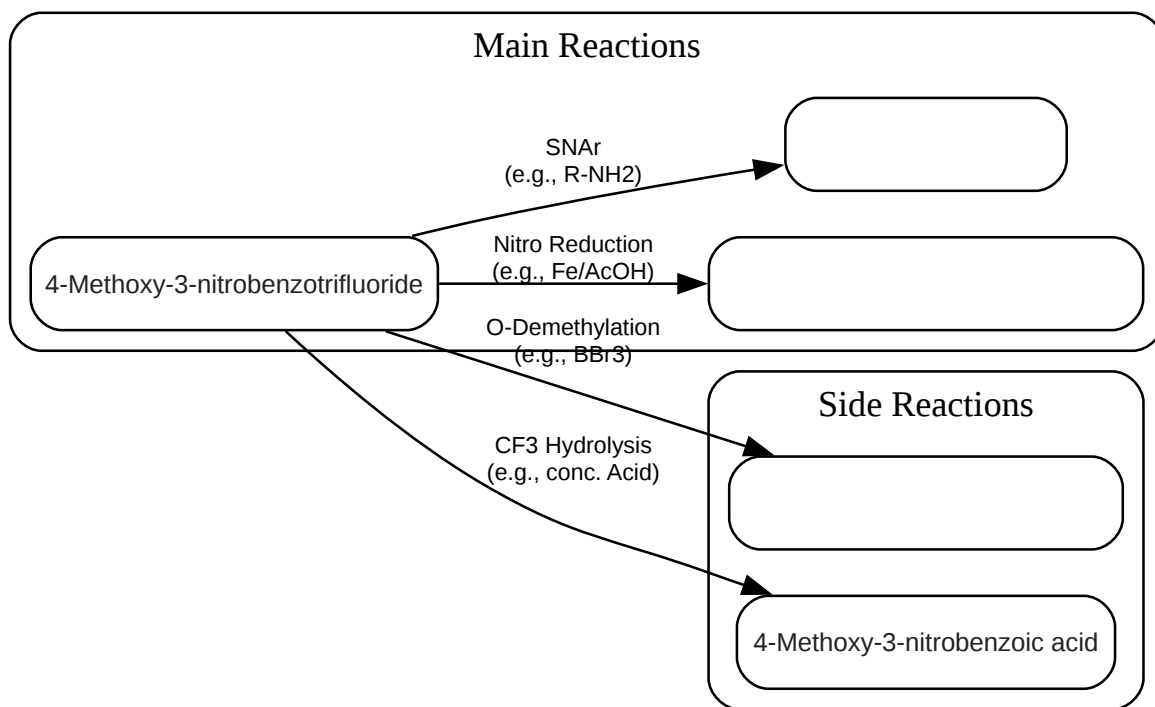 Main Reactions
SNAr
(e.g., R-NH2)
4-Methoxy-3-nitrobenzotrifluoride
Nitro Reduction
(e.g., Fe/AcOH)
O-Demethylation
(e.g., BBr3)
Side Reactions
CF3 Hydrolysis
(e.g., conc. Acid)
4-Methoxy-3-nitrobenzoic acid